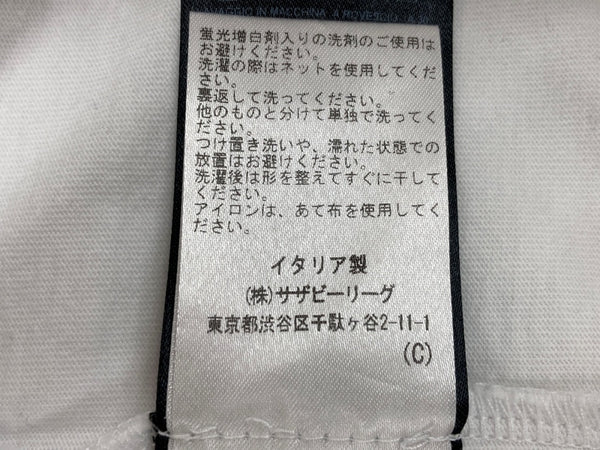 LAVAGGIO IN MACCHINA A ROVESCIO
蛍光増白剤入りの洗剤のご使用は
お避けください。
洗濯の際はネットを使用してくだ
さい。
裏返して洗ってください。
他のものと分けて単独で洗ってく
ださい。
つけ置き洗いや、濡れた状態での
放置はお避けください。
洗濯後は形を整えてすぐに干して
ください。
アイロンは、あて布を使用してく
ださい。
イタリア製
(株)サザビーリーグ
東京都渋谷区千駄ヶ谷2-11-1
(C)